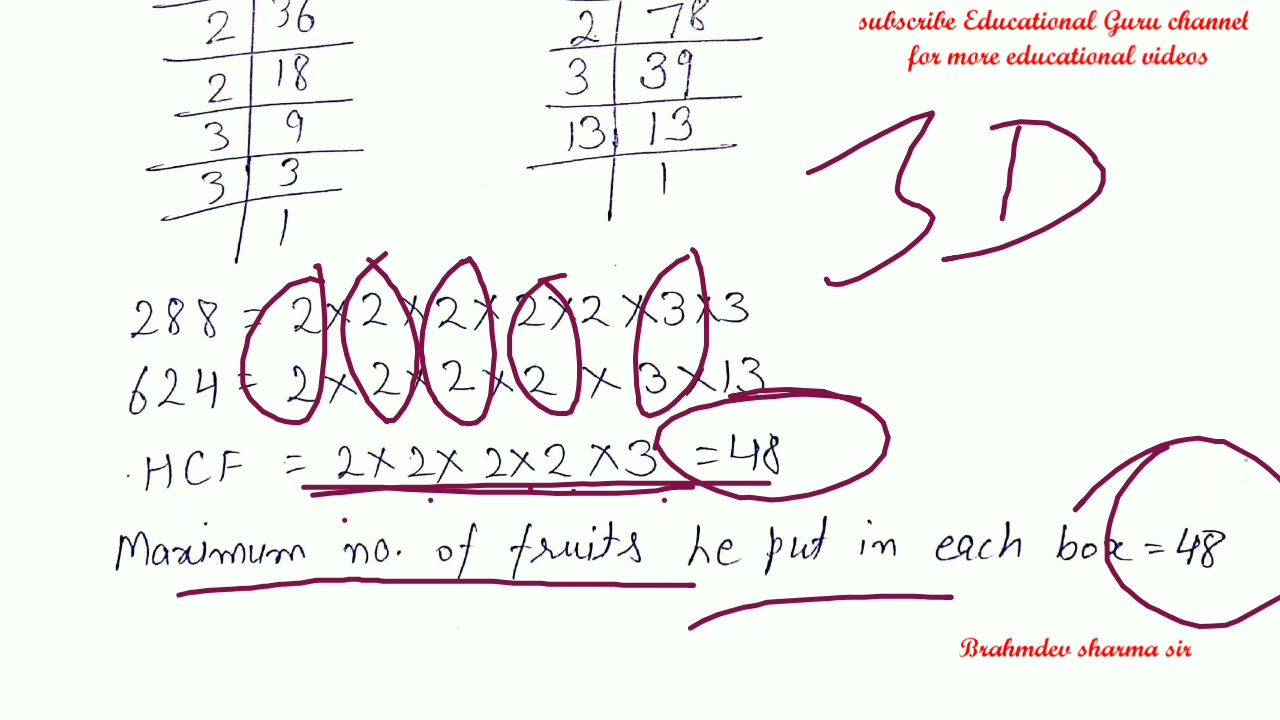 subscribe Educational Guru channel
for more educational videos
2 | 36
2 | 18
3 | 9
3 | 3
| 1
2 | 78
3 | 39
13 | 13
| 1
3D
288 = 2×2×2×2×2×3×3
624 = 2×2×2×2×3×13
HCF = 2×2×2×2×3 = 48
Maximum no. of fruits he put in each box = 48
Brahmdev sharma sir